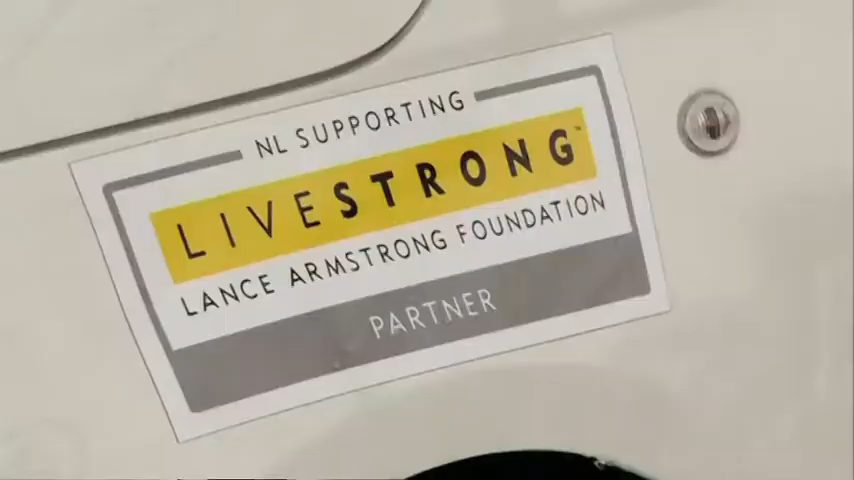 NL SUPPORTING
LIVESTRONG™
LANCE ARMSTRONG FOUNDATION
PARTNER